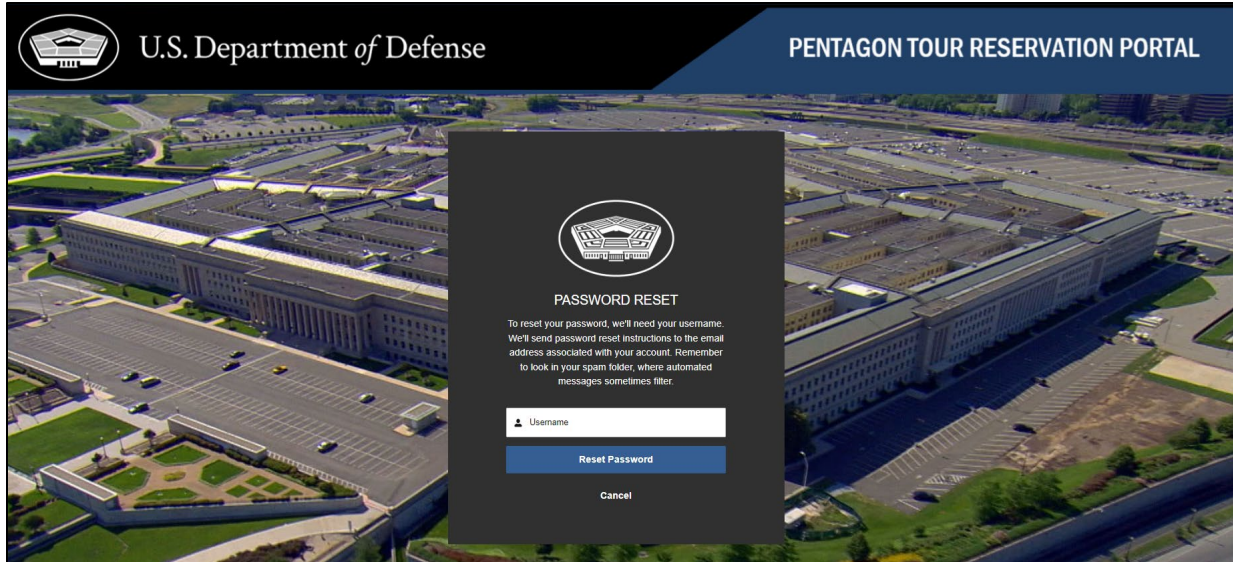 U.S. Department of Defense
PENTAGON TOUR RESERVATION PORTAL
PASSWORD RESET
To reset your password, we'll need your username.
We'll send password reset instructions to the email
address associated with your account. Remember
to look in your spam folder, where automated
messages sometimes filter.
Username
Reset Password
Cancel